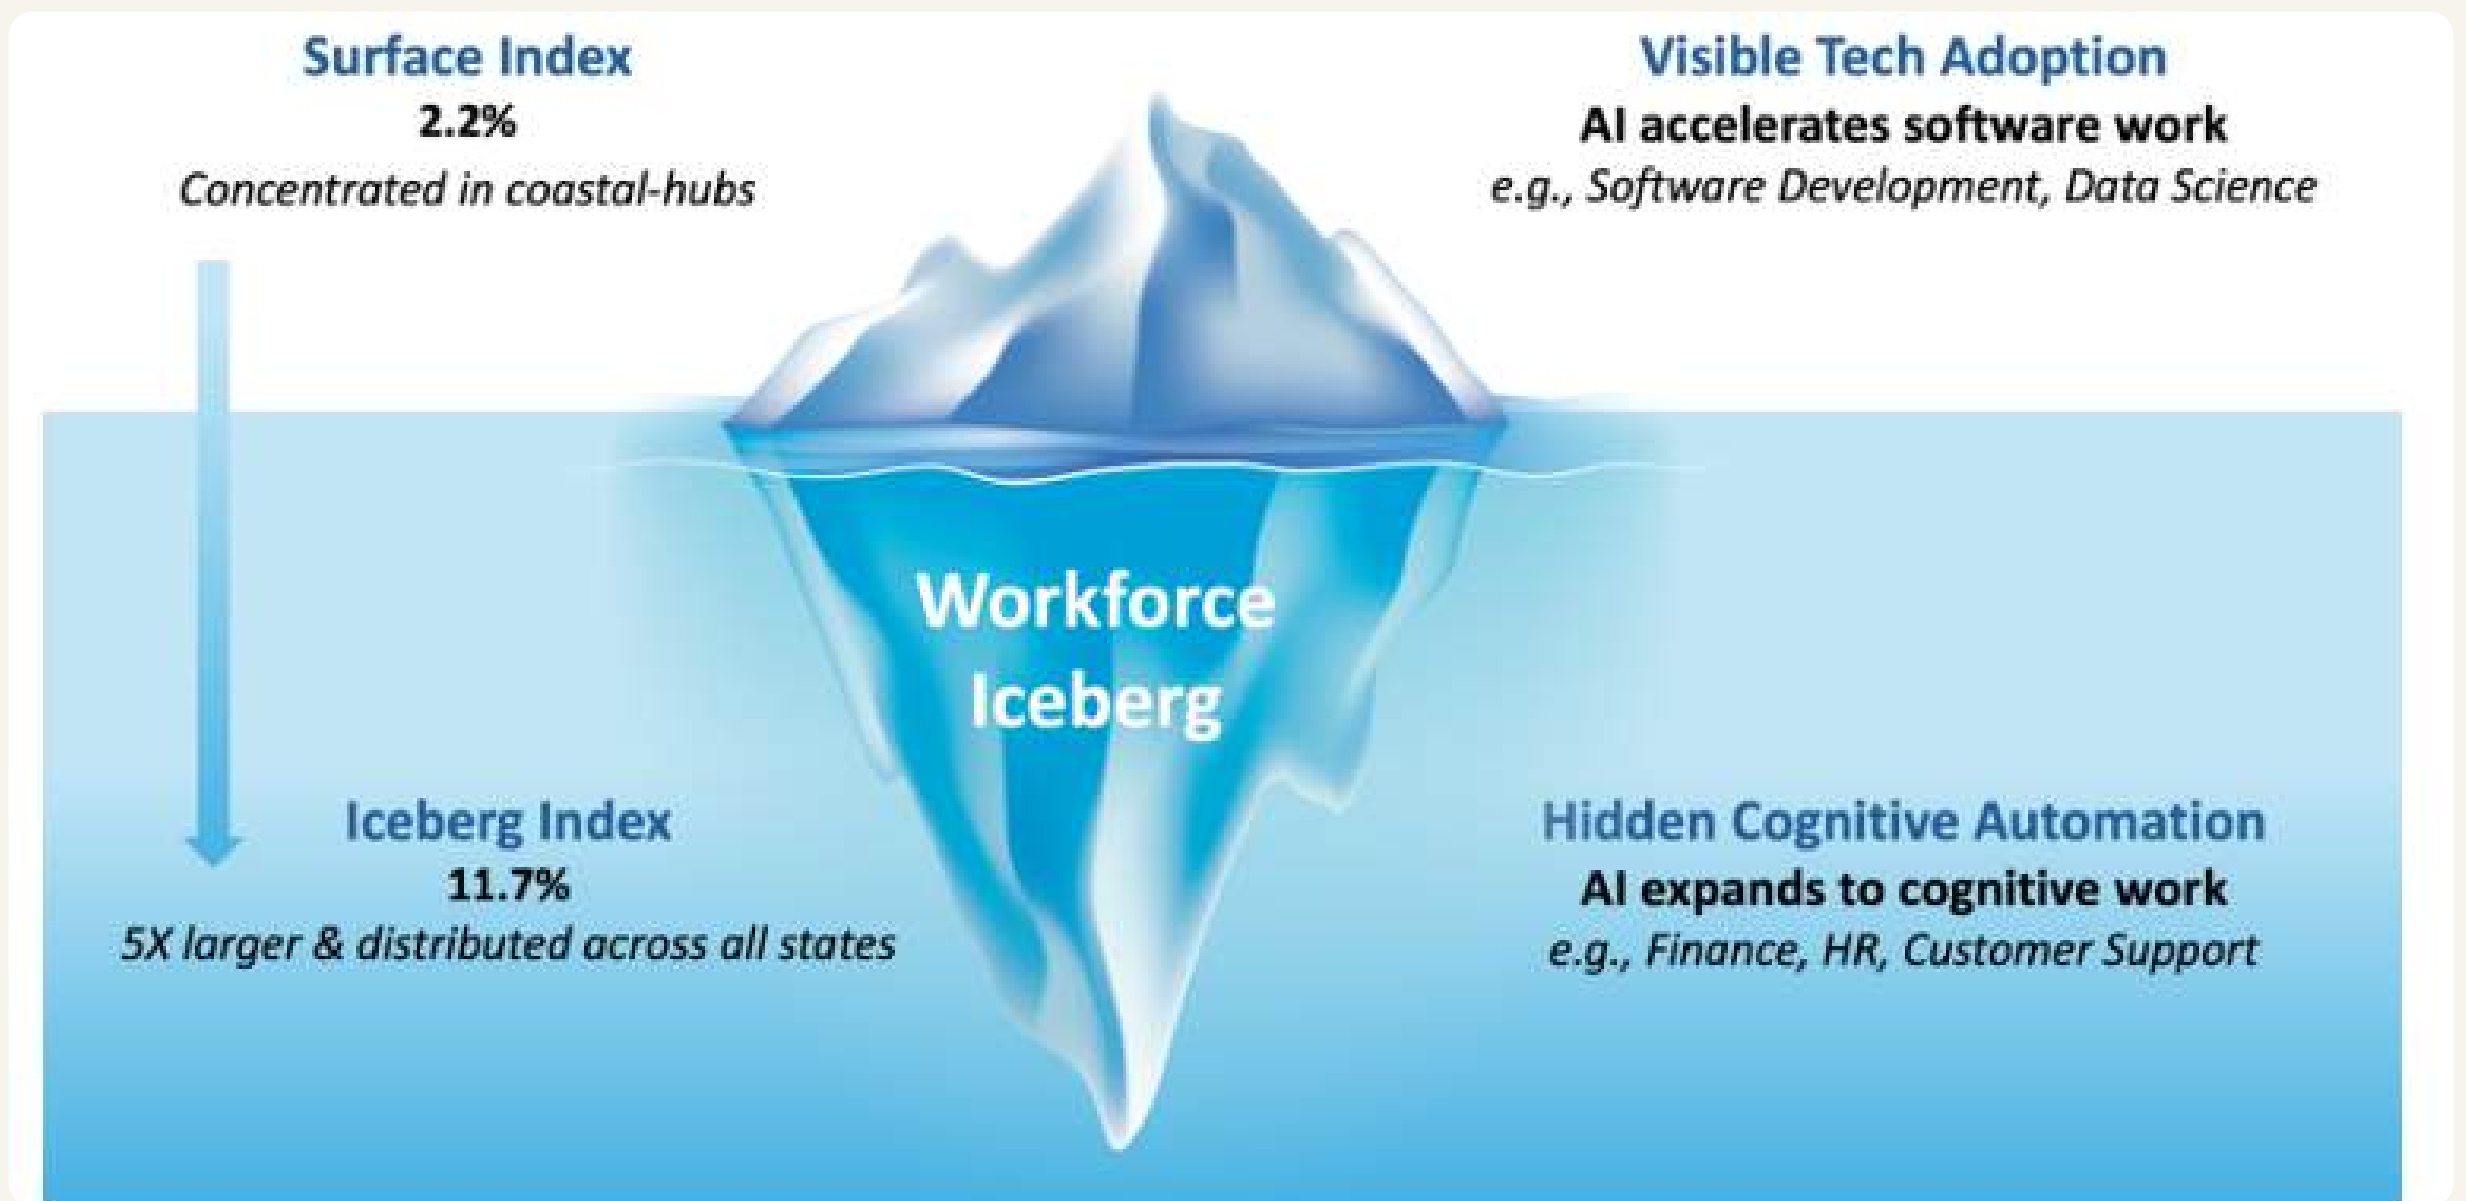 Surface Index
2.2%
Concentrated in coastal-hubs
Visible Tech Adoption
AI accelerates software work
e.g., Software Development, Data Science
Workforce
Iceberg
Iceberg Index
11.7%
5X larger & distributed across all states
Hidden Cognitive Automation
AI expands to cognitive work
e.g., Finance, HR, Customer Support